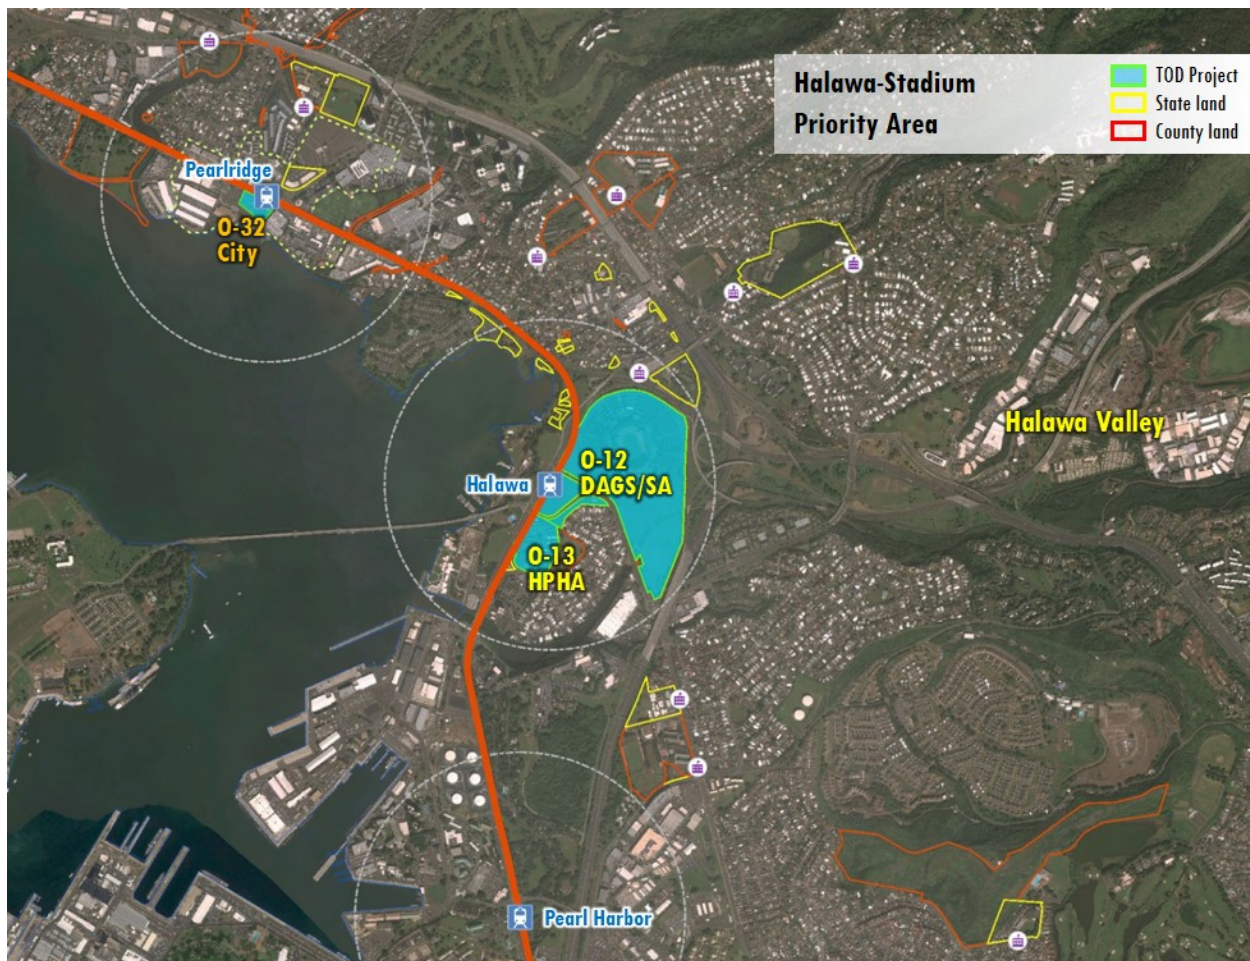 Halawa-Stadium
Priority Area
TOD Project
State land
County land
Pearlridge
O-32
City
Halawa Valley
O-12
DAGS/SA
Halawa
O-13
HPHA
Pearl Harbor